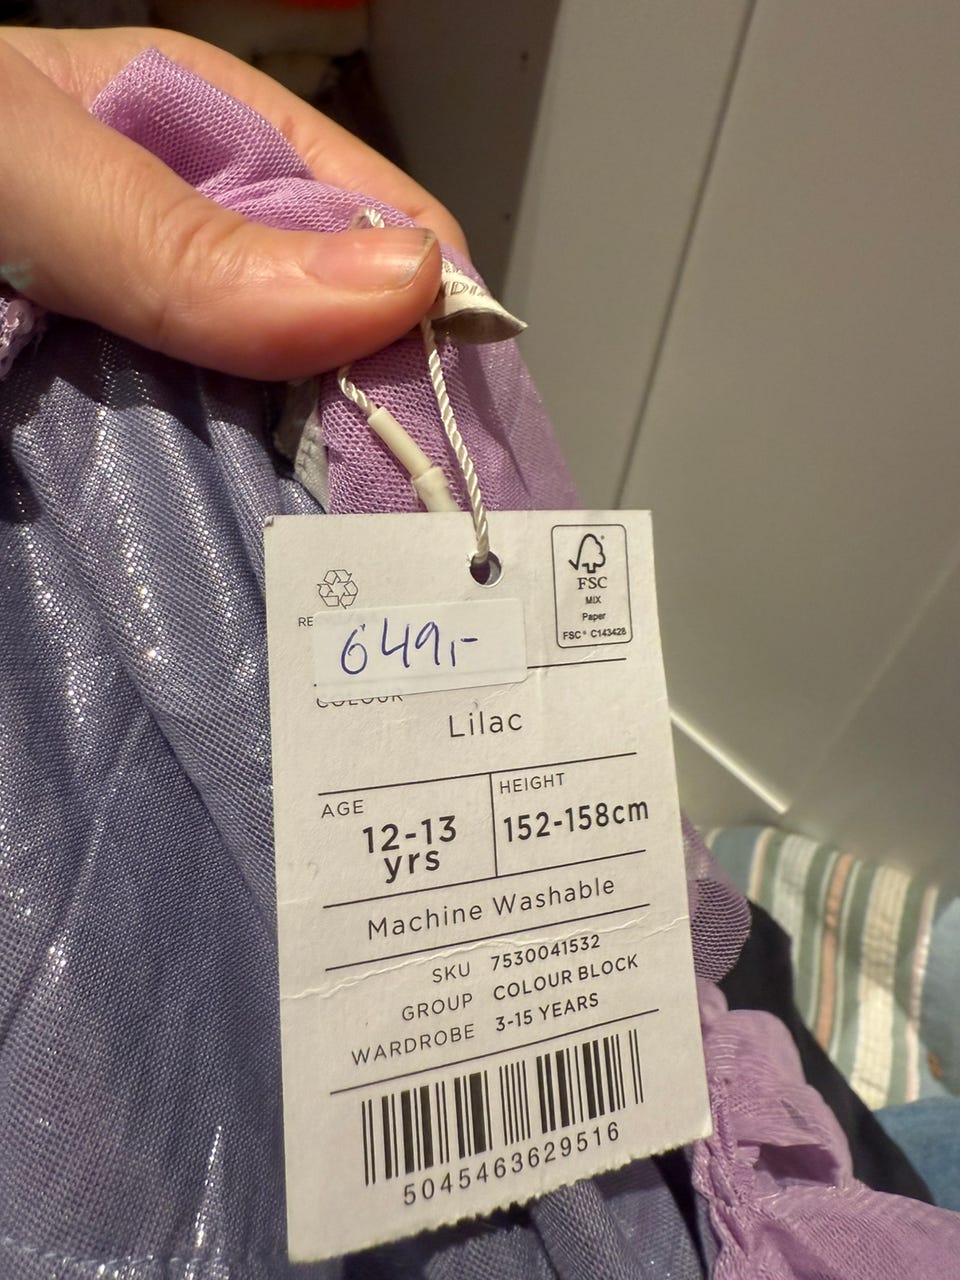 FSC
MIX
Paper
FSC® C143428
649,-
COLOUR
Lilac
AGE
12-13
yrs
HEIGHT
152-158cm
Machine Washable
SKU 7530041532
GROUP COLOUR BLOCK
WARDROBE 3-15 YEARS
5045463629516